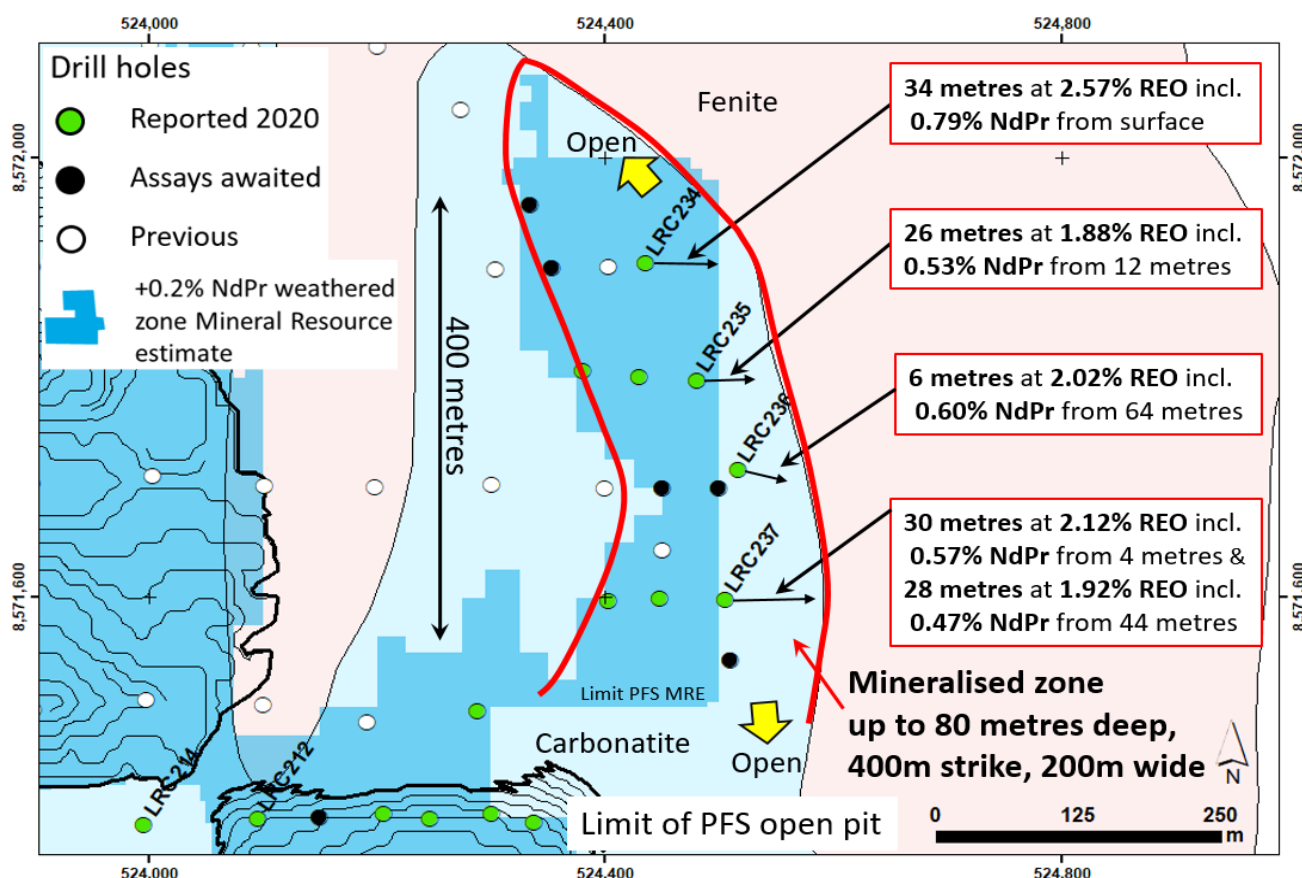 524,000
524,400
524,800
Drill holes
Reported 2020
Assays awaited
Previous
+0.2% NdPr weathered
zone Mineral Resource
estimate
8,572,000
8,572,000
8,571,600
8,571,600
Fenite
Open
400 metres
LRC234
LRC235
LRC236
LRC237
34 metres at 2.57% REO incl.
0.79% NdPr from surface
26 metres at 1.88% REO incl.
0.53% NdPr from 12 metres
6 metres at 2.02% REO incl.
0.60% NdPr from 64 metres
30 metres at 2.12% REO incl.
0.57% NdPr from 4 metres &
28 metres at 1.92% REO incl.
0.47% NdPr from 44 metres
Limit PFS MRE
Mineralised zone
up to 80 metres deep,
400m strike, 200m wide
Carbonatite
Open
N
LRC214
LRC212
Limit of PFS open pit
0
125
250
m
524,000
524,400
524,800